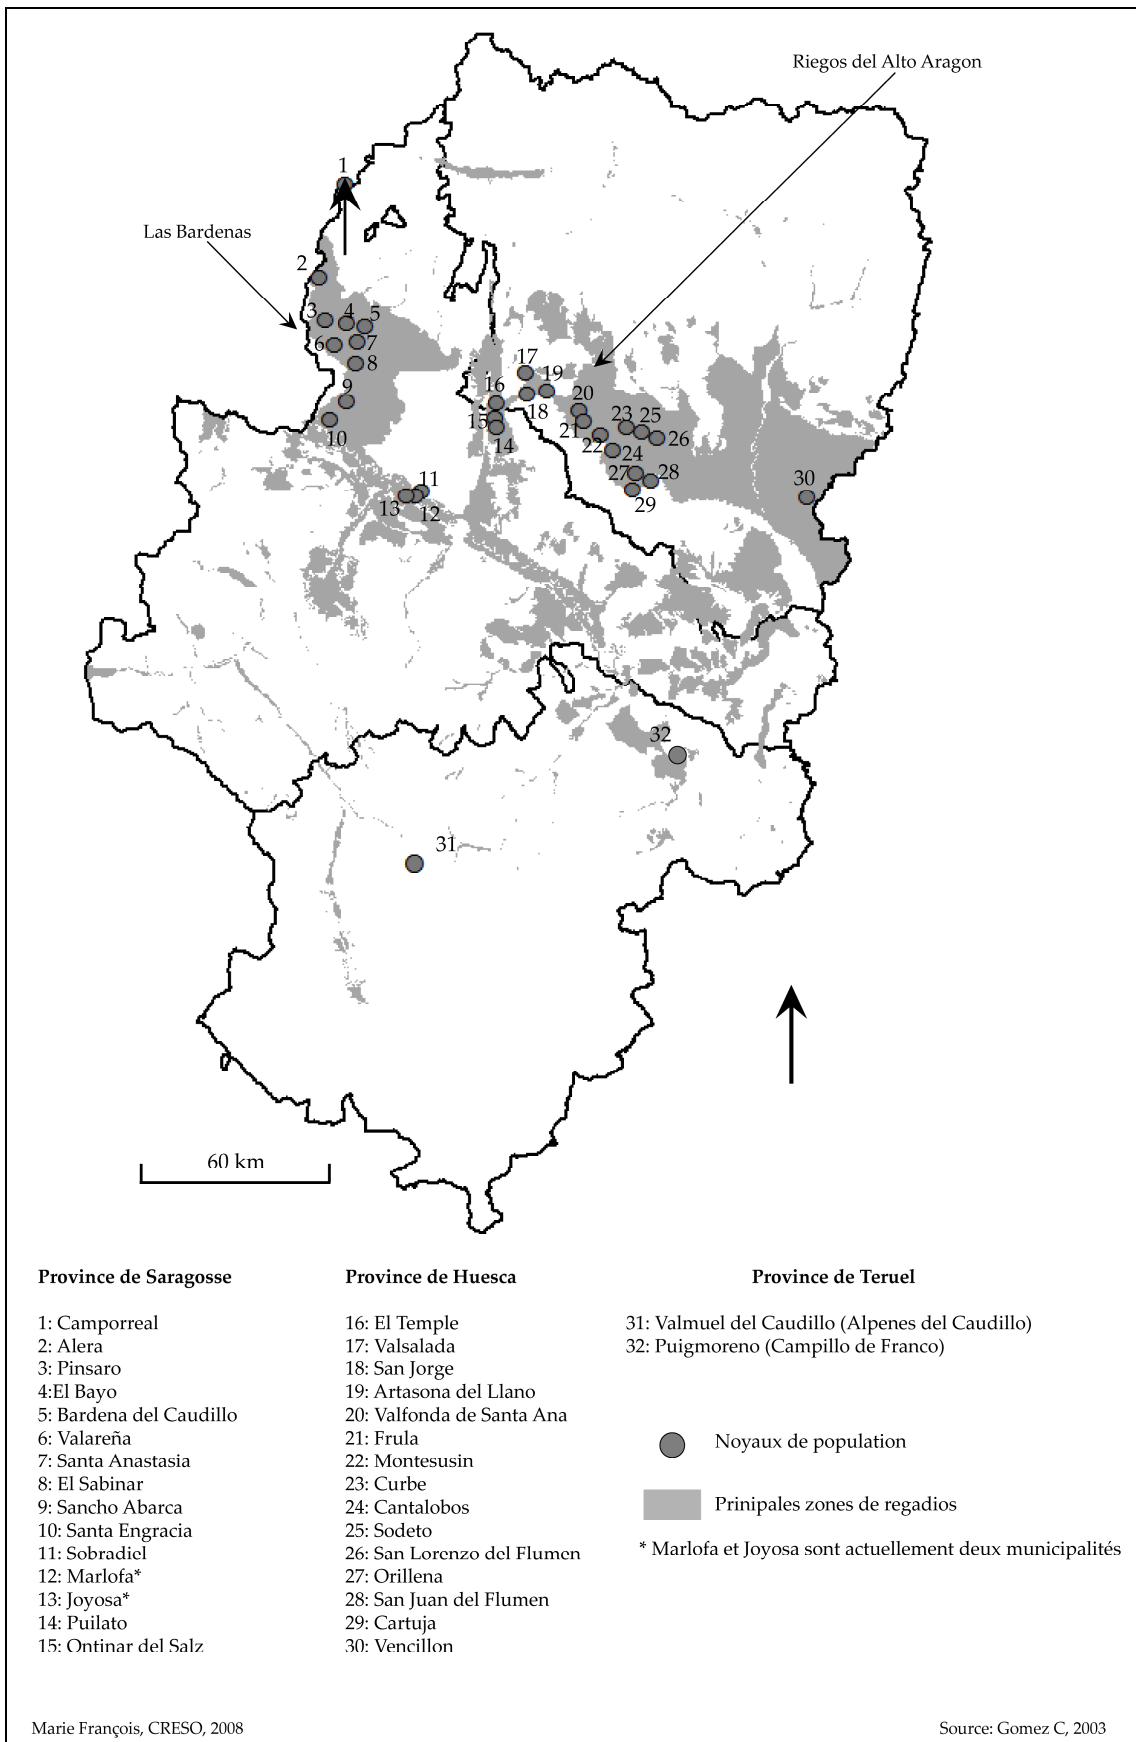 Riegos del Alto Aragon
1
Las Bardenas
2
3
4
5
6
7
8
9
10
11
12
13
14
15
16
17
18
19
20
21
22
23
24
25
26
27
28
29
30
31
32
60 km
Province de Saragosse
1: Camporreal
2: Alera
3: Pinsaro
4:El Bayo
5: Bardena del Caudillo
6: Valareña
7: Santa Anastasia
8: El Sabinar
9: Sancho Abarca
10: Santa Engracia
11: Sobradiel
12: Marlofa*
13: Joyosa*
14: Puilato
15: Ontinar del Salz
Province de Huesca
16: El Temple
17: Valsalada
18: San Jorge
19: Artasona del Llano
20: Valfonda de Santa Ana
21: Frula
22: Montesusin
23: Curbe
24: Cantalobos
25: Sodeto
26: San Lorenzo del Flumen
27: Orillena
28: San Juan del Flumen
29: Cartuja
30: Vencillon
Province de Teruel
31: Valmuel del Caudillo (Alpenes del Caudillo)
32: Puigmoreno (Campillo de Franco)
Noyaux de population
Prinipales zones de regadios
* Marlofa et Joyosa sont actuellement deux municipalités
Marie François, CRESO, 2008
Source: Gomez C, 2003